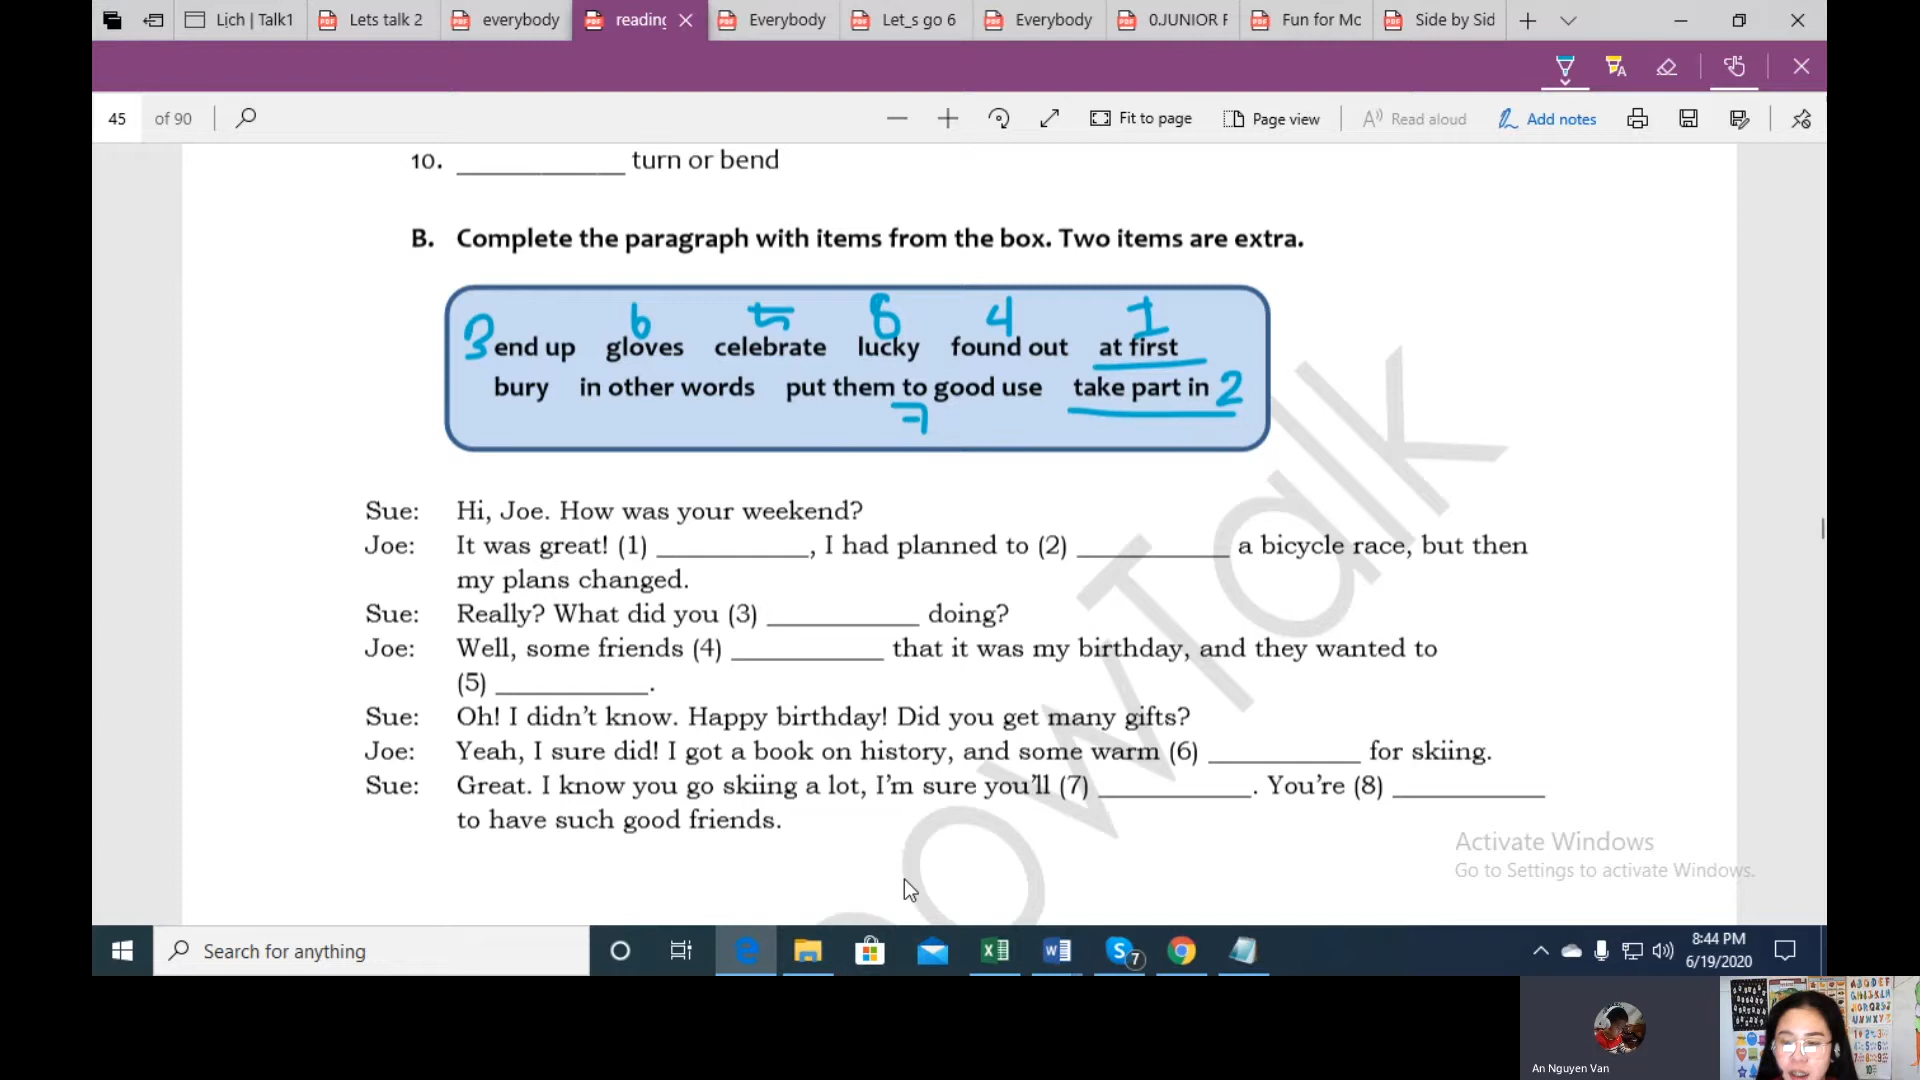 Lịch | Talk1 Lets talk 2 everybody reading Everybody Let_s go 6 Everybody 0JUNIOR F Fun for Mc Side by Sid
45 of 90 Fit to page Page view Read aloud Add notes
10. ____________ turn or bend
B. Complete the paragraph with items from the box. Two items are extra.
3 6 5 8 4 1
end up gloves celebrate lucky found out at first
bury in other words put them to good use take part in 2
7
Sue: Hi, Joe. How was your weekend?
Joe: It was great! (1) ___________, I had planned to (2) ___________ a bicycle race, but then
my plans changed.
Sue: Really? What did you (3) ___________ doing?
Joe: Well, some friends (4) ___________ that it was my birthday, and they wanted to
(5) ___________.
Sue: Oh! I didn't know. Happy birthday! Did you get many gifts?
Joe: Yeah, I sure did! I got a book on history, and some warm (6) ___________ for skiing.
Sue: Great. I know you go skiing a lot, I'm sure you'll (7) ___________. You're (8) ___________
to have such good friends.
Activate Windows
Go to Settings to activate Windows.
Search for anything
7
8:44 PM
6/19/2020
An Nguyen Van